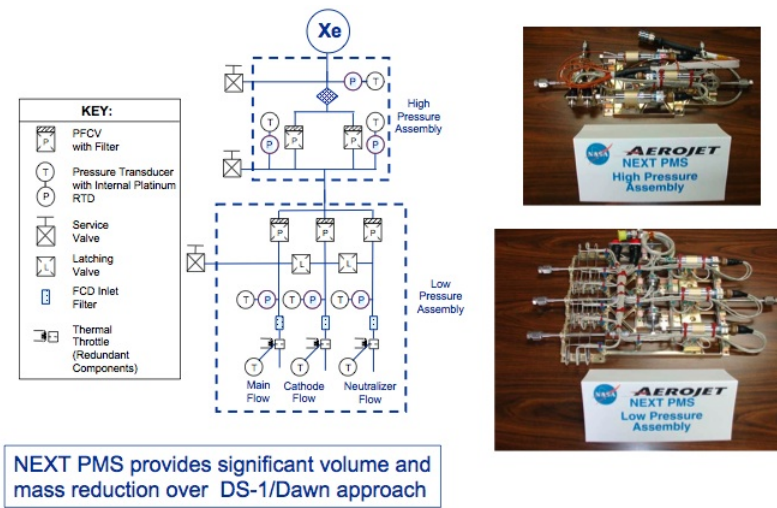 Xe
P T
High
Pressure
Assembly
T T
P P P P
KEY:
P
PFCV
with Filter
T
P
Pressure Transducer
with Internal Platinum
RTD
Service
Valve
L
Latching
Valve
FCD Inlet
Filter
Thermal
Throttle
(Redundant
Components)
P P P
L L
Low
Pressure
Assembly
T P T P T P
T T T
Main
Flow
Cathode
Flow
Neutralizer
Flow
NASA AEROJET
NEXT PMS
High Pressure
Assembly
NASA AEROJET
NEXT PMS
Low Pressure
Assembly
NEXT PMS provides significant volume and
mass reduction over DS-1/Dawn approach